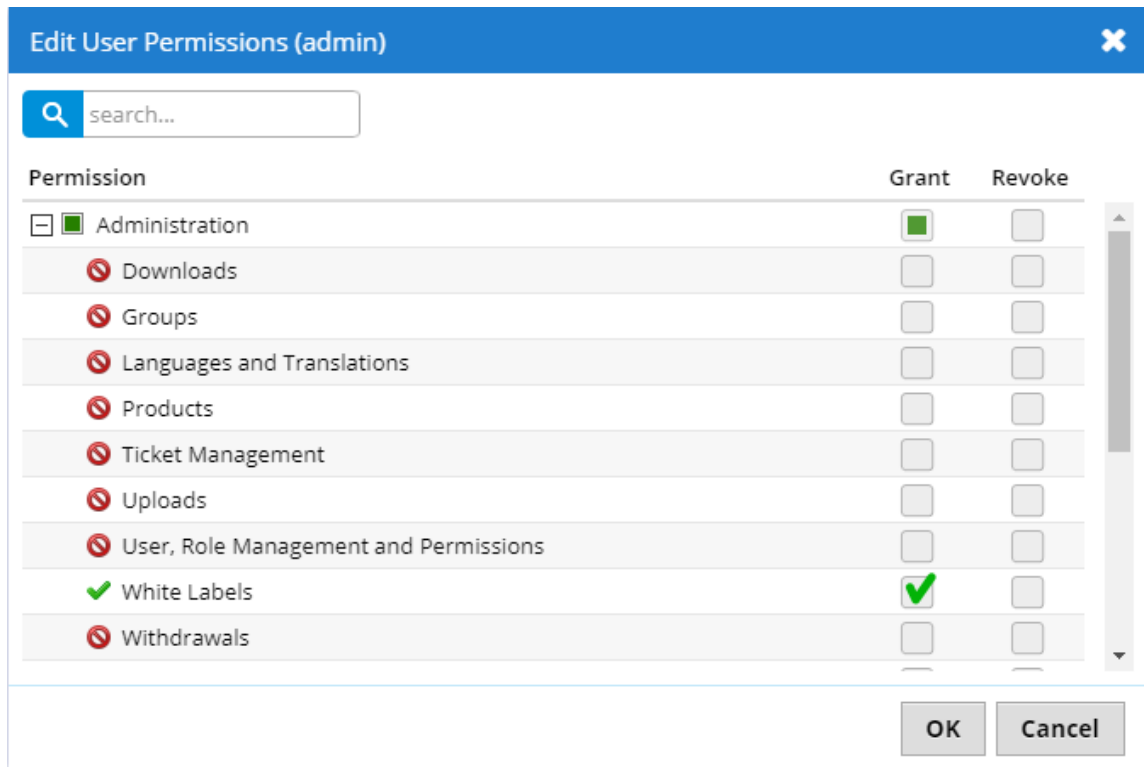 Edit User Permissions (admin)
search...
Permission Grant Revoke
Administration
Downloads
Groups
Languages and Translations
Products
Ticket Management
Uploads
User, Role Management and Permissions
White Labels
Withdrawals
OK Cancel